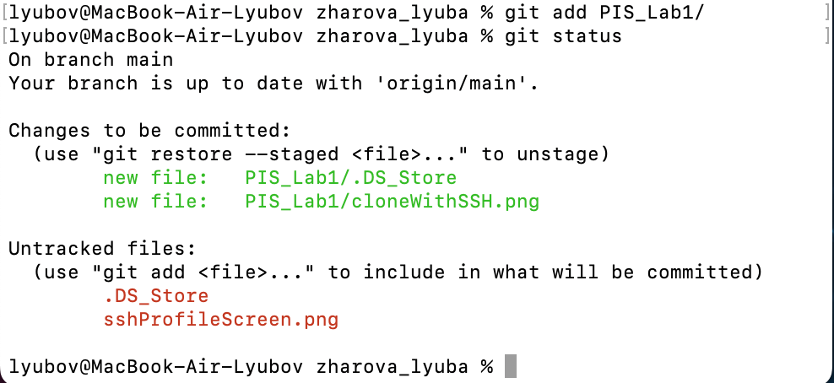 [lyubov@MacBook-Air-Lyubov zharova_lyuba % git add PIS_Lab1/ ]
[lyubov@MacBook-Air-Lyubov zharova_lyuba % git status ]
On branch main
Your branch is up to date with 'origin/main'.
Changes to be committed:
  (use "git restore --staged <file>..." to unstage)
        new file:   PIS_Lab1/.DS_Store
        new file:   PIS_Lab1/cloneWithSSH.png
Untracked files:
  (use "git add <file>..." to include in what will be committed)
        .DS_Store
        sshProfileScreen.png
lyubov@MacBook-Air-Lyubov zharova_lyuba %